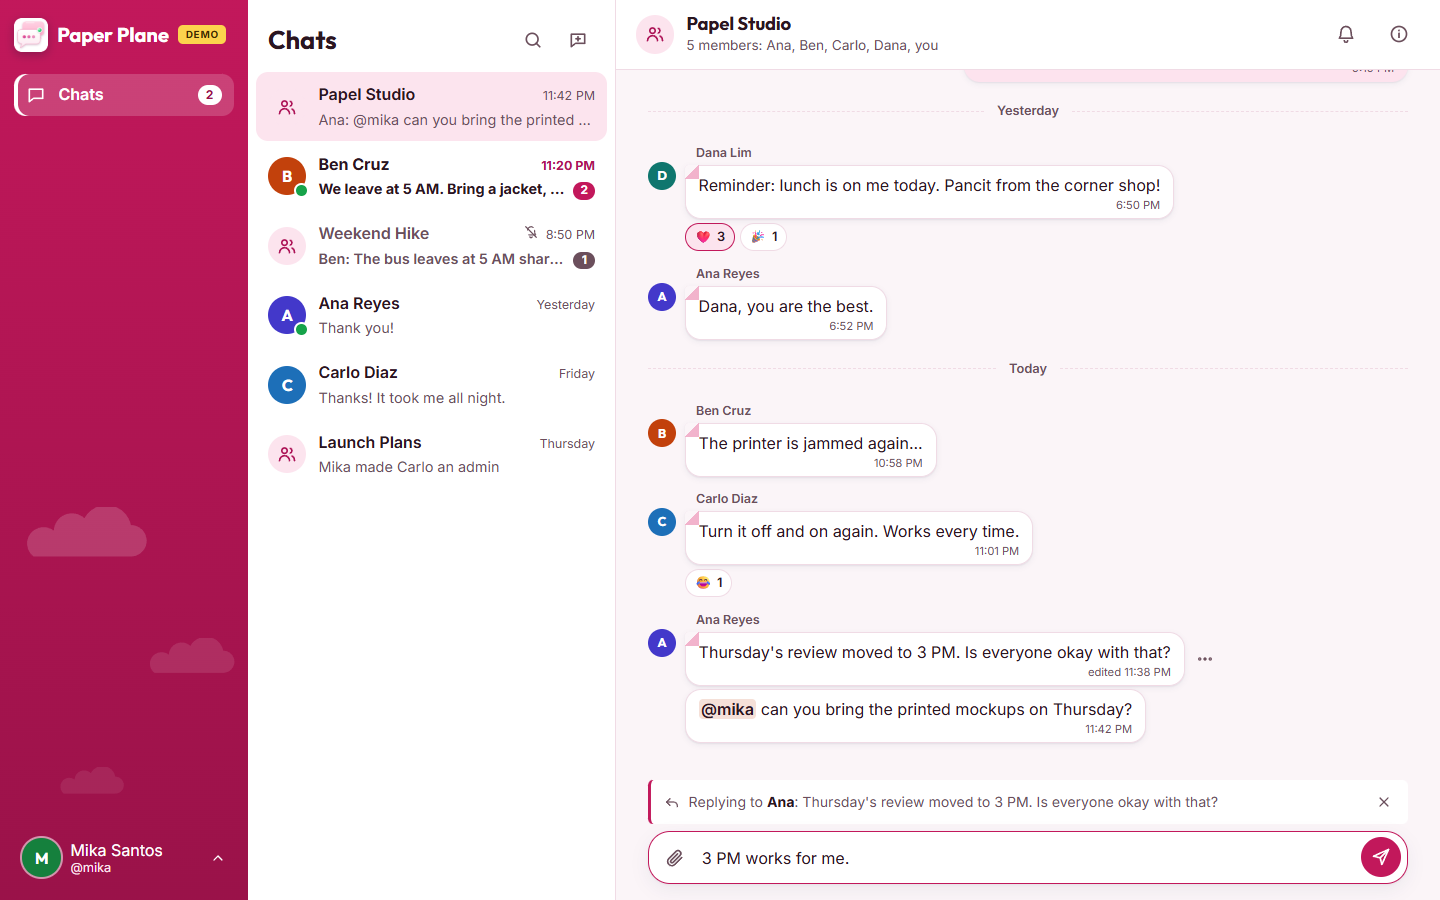 Paper Plane DEMO
Chats 2
Mika Santos
@mika
Chats
Papel Studio 11:42 PM
Ana: @mika can you bring the printed ...
Ben Cruz 11:20 PM
We leave at 5 AM. Bring a jacket, ... 2
Weekend Hike 8:50 PM
Ben: The bus leaves at 5 AM shar... 1
Ana Reyes Yesterday
Thank you!
Carlo Diaz Friday
Thanks! It took me all night.
Launch Plans Thursday
Mika made Carlo an admin
Papel Studio
5 members: Ana, Ben, Carlo, Dana, you
Yesterday
Dana Lim
D
Reminder: lunch is on me today. Pancit from the corner shop!
6:50 PM
3 1
Ana Reyes
A
Dana, you are the best.
6:52 PM
Today
Ben Cruz
B
The printer is jammed again...
10:58 PM
Carlo Diaz
C
Turn it off and on again. Works every time.
11:01 PM
1
Ana Reyes
A
Thursday's review moved to 3 PM. Is everyone okay with that?
edited 11:38 PM
@mika can you bring the printed mockups on Thursday?
11:42 PM
Replying to Ana: Thursday's review moved to 3 PM. Is everyone okay with that?
3 PM works for me.
B
A
C
M